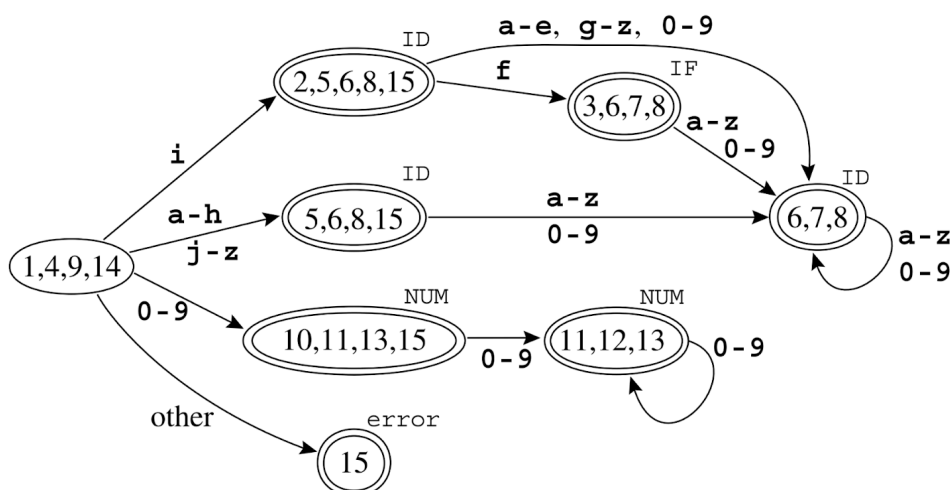 a-e, g-z, 0-9
ID
2,5,6,8,15
f
IF
3,6,7,8
a-z
0-9
i
ID
5,6,8,15
a-h
j-z
a-z
0-9
ID
6,7,8
a-z
0-9
1,4,9,14
0-9
NUM
10,11,13,15
0-9
NUM
11,12,13
0-9
other
error
15